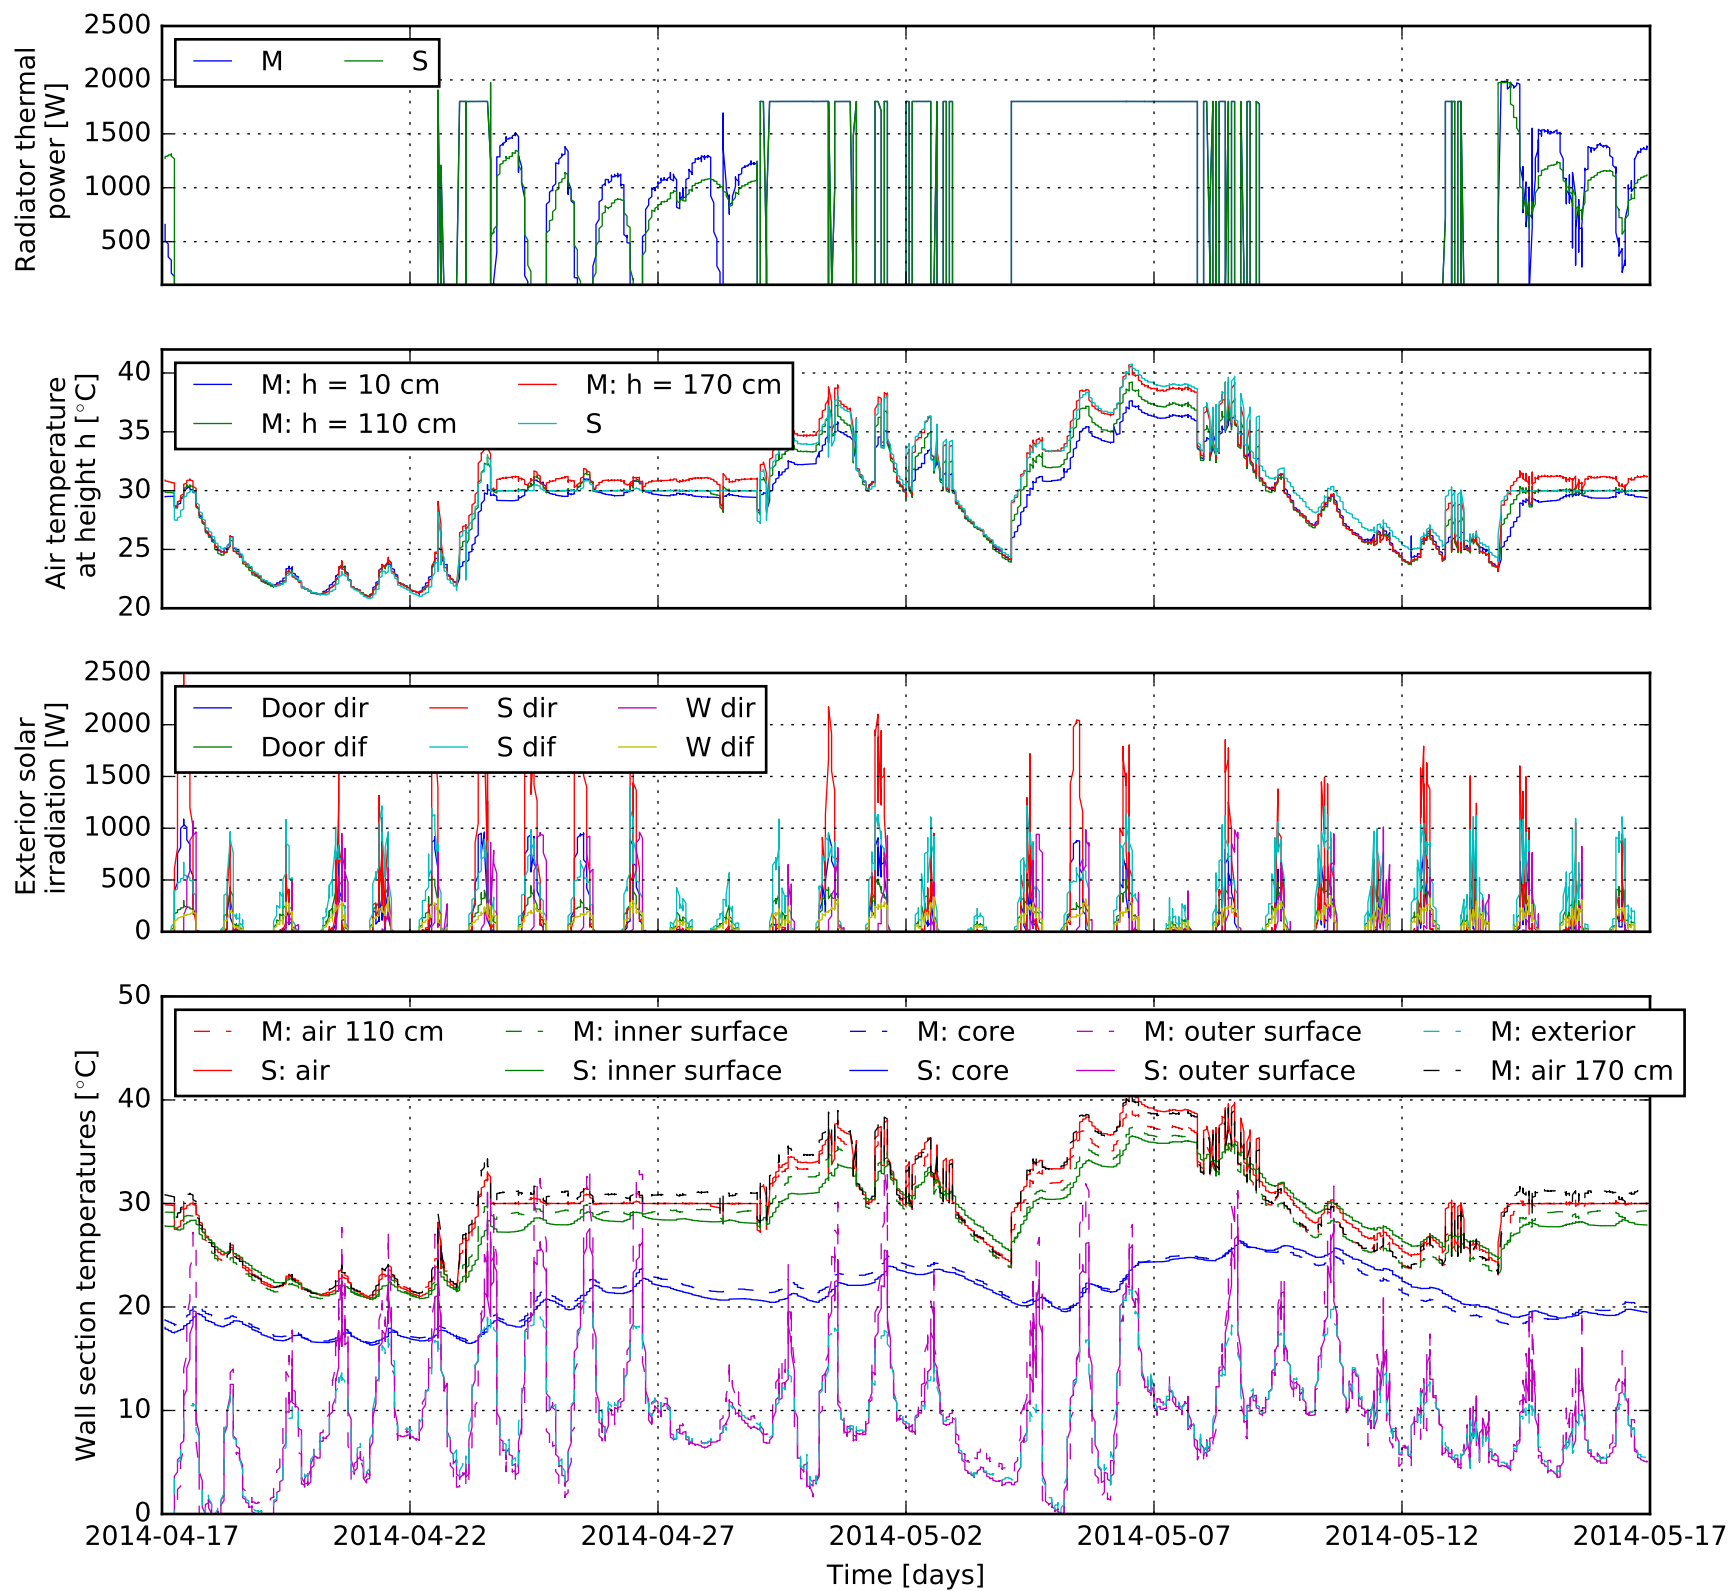 Radiator thermal
power [W]
2500
2000
1500
1000
500
M S
Air temperature
at height h [°C]
40
35
30
25
20
M: h = 10 cm M: h = 170 cm
M: h = 110 cm S
Exterior solar
irradiation [W]
2500
2000
1500
1000
500
0
Door dir S dir W dir
Door dif S dif W dif
Wall section temperatures [°C]
50
40
30
20
10
0
M: air 110 cm M: inner surface M: core M: outer surface M: exterior
S: air S: inner surface S: core S: outer surface M: air 170 cm
2014-04-17 2014-04-22 2014-04-27 2014-05-02 2014-05-07 2014-05-12 2014-05-17
Time [days]